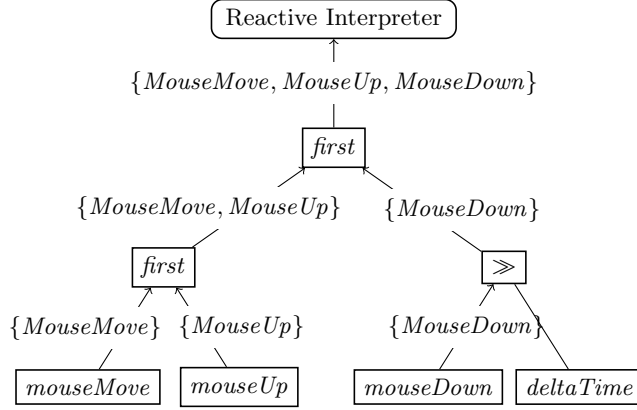 Reactive Interpreter
{MouseMove, MouseUp, MouseDown}
first
{MouseMove, MouseUp} {MouseDown}
first ≫
{MouseMove} {MouseUp} {MouseDown}
mouseMove mouseUp mouseDown deltaTime